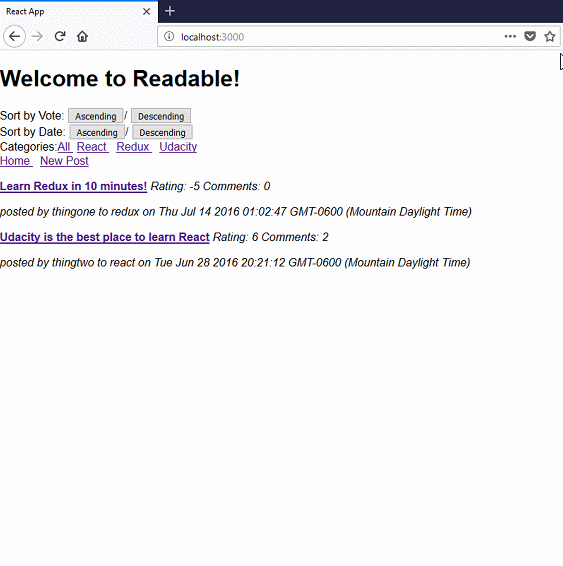 React App
localhost:3000
Welcome to Readable!
Sort by Vote: Ascending / Descending
Sort by Date: Ascending / Descending
Categories:All React Redux Udacity
Home New Post
Learn Redux in 10 minutes! Rating: -5 Comments: 0
posted by thingone to redux on Thu Jul 14 2016 01:02:47 GMT-0600 (Mountain Daylight Time)
Udacity is the best place to learn React Rating: 6 Comments: 2
posted by thingtwo to react on Tue Jun 28 2016 20:21:12 GMT-0600 (Mountain Daylight Time)